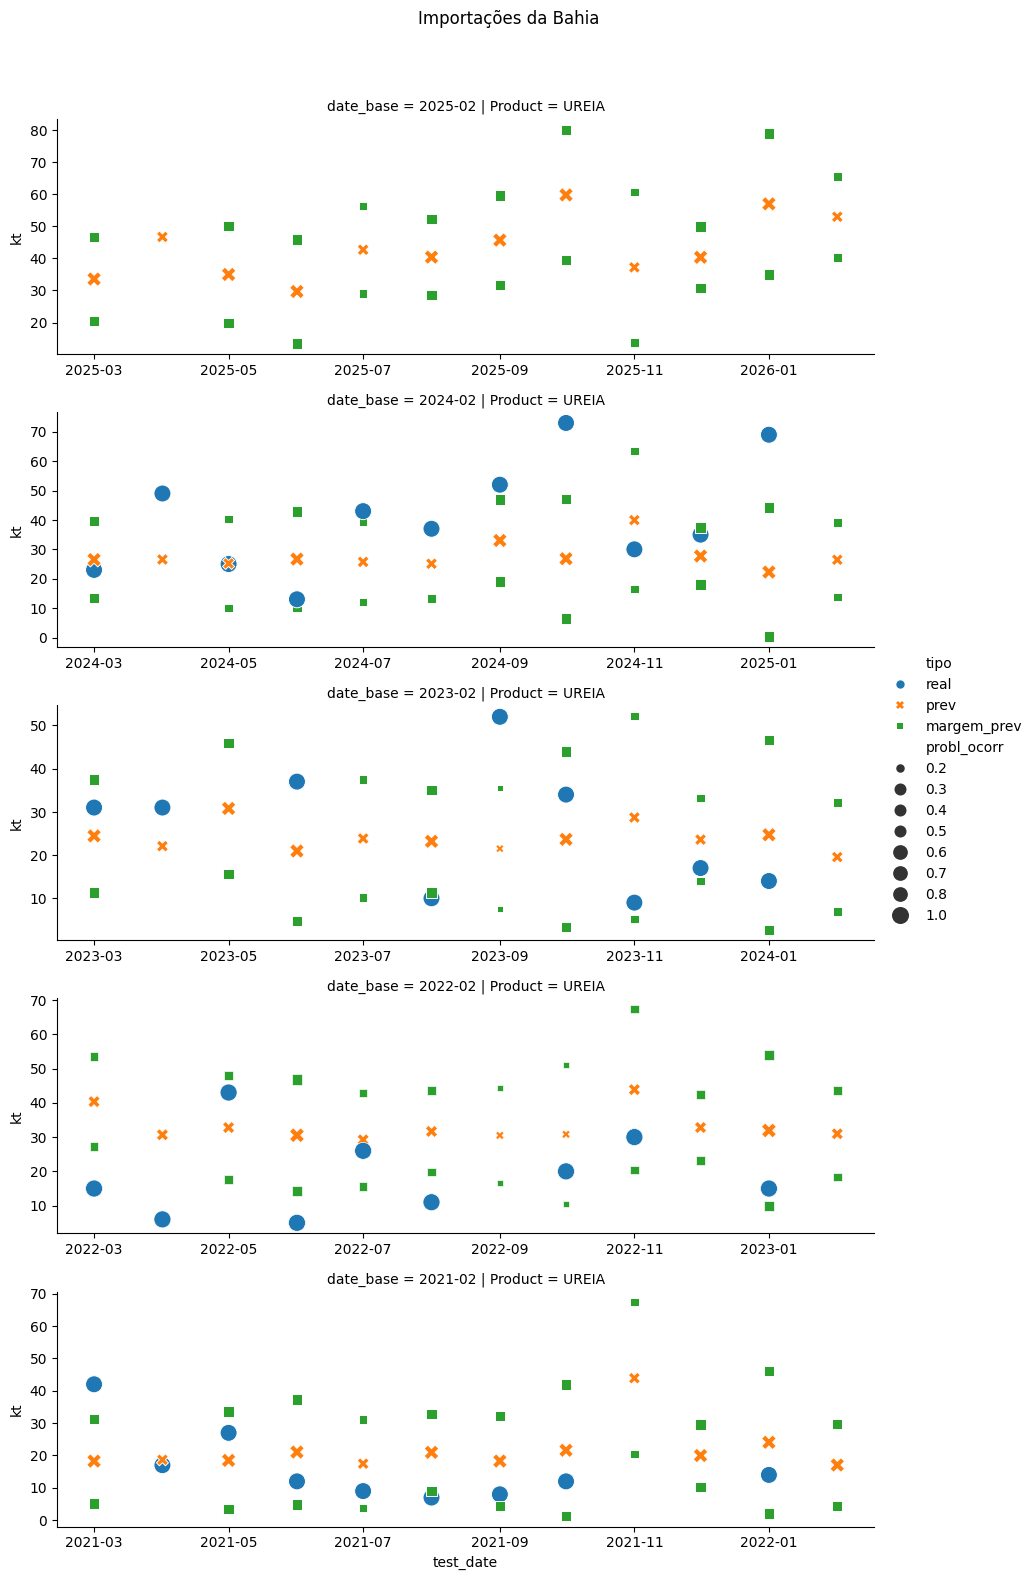 Importações da Bahia
date_base = 2025-02 | Product = UREIA
80
70
60
50
40
30
20
kt
2025-03 2025-05 2025-07 2025-09 2025-11 2026-01
date_base = 2024-02 | Product = UREIA
70
60
50
40
30
20
10
0
kt
2024-03 2024-05 2024-07 2024-09 2024-11 2025-01
date_base = 2023-02 | Product = UREIA
50
40
30
20
10
kt
2023-03 2023-05 2023-07 2023-09 2023-11 2024-01
date_base = 2022-02 | Product = UREIA
70
60
50
40
30
20
10
kt
2022-03 2022-05 2022-07 2022-09 2022-11 2023-01
date_base = 2021-02 | Product = UREIA
70
60
50
40
30
20
10
0
kt
2021-03 2021-05 2021-07 2021-09 2021-11 2022-01
test_date
tipo
real
prev
margem_prev
probl_ocorr
0.2
0.3
0.4
0.5
0.6
0.7
0.8
1.0